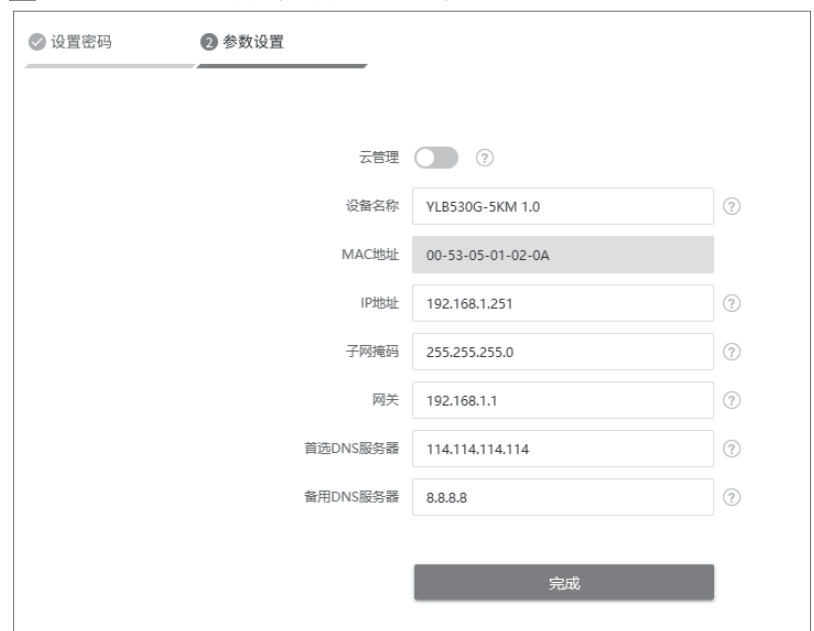 设置密码 2 参数设置
云管理 ?
设备名称 YLB530G-5KM 1.0 ?
MAC地址 00-53-05-01-02-0A
IP地址 192.168.1.251 ?
子网掩码 255.255.255.0 ?
网关 192.168.1.1 ?
首选DNS服务器 114.114.114.114 ?
备用DNS服务器 8.8.8.8 ?
完成